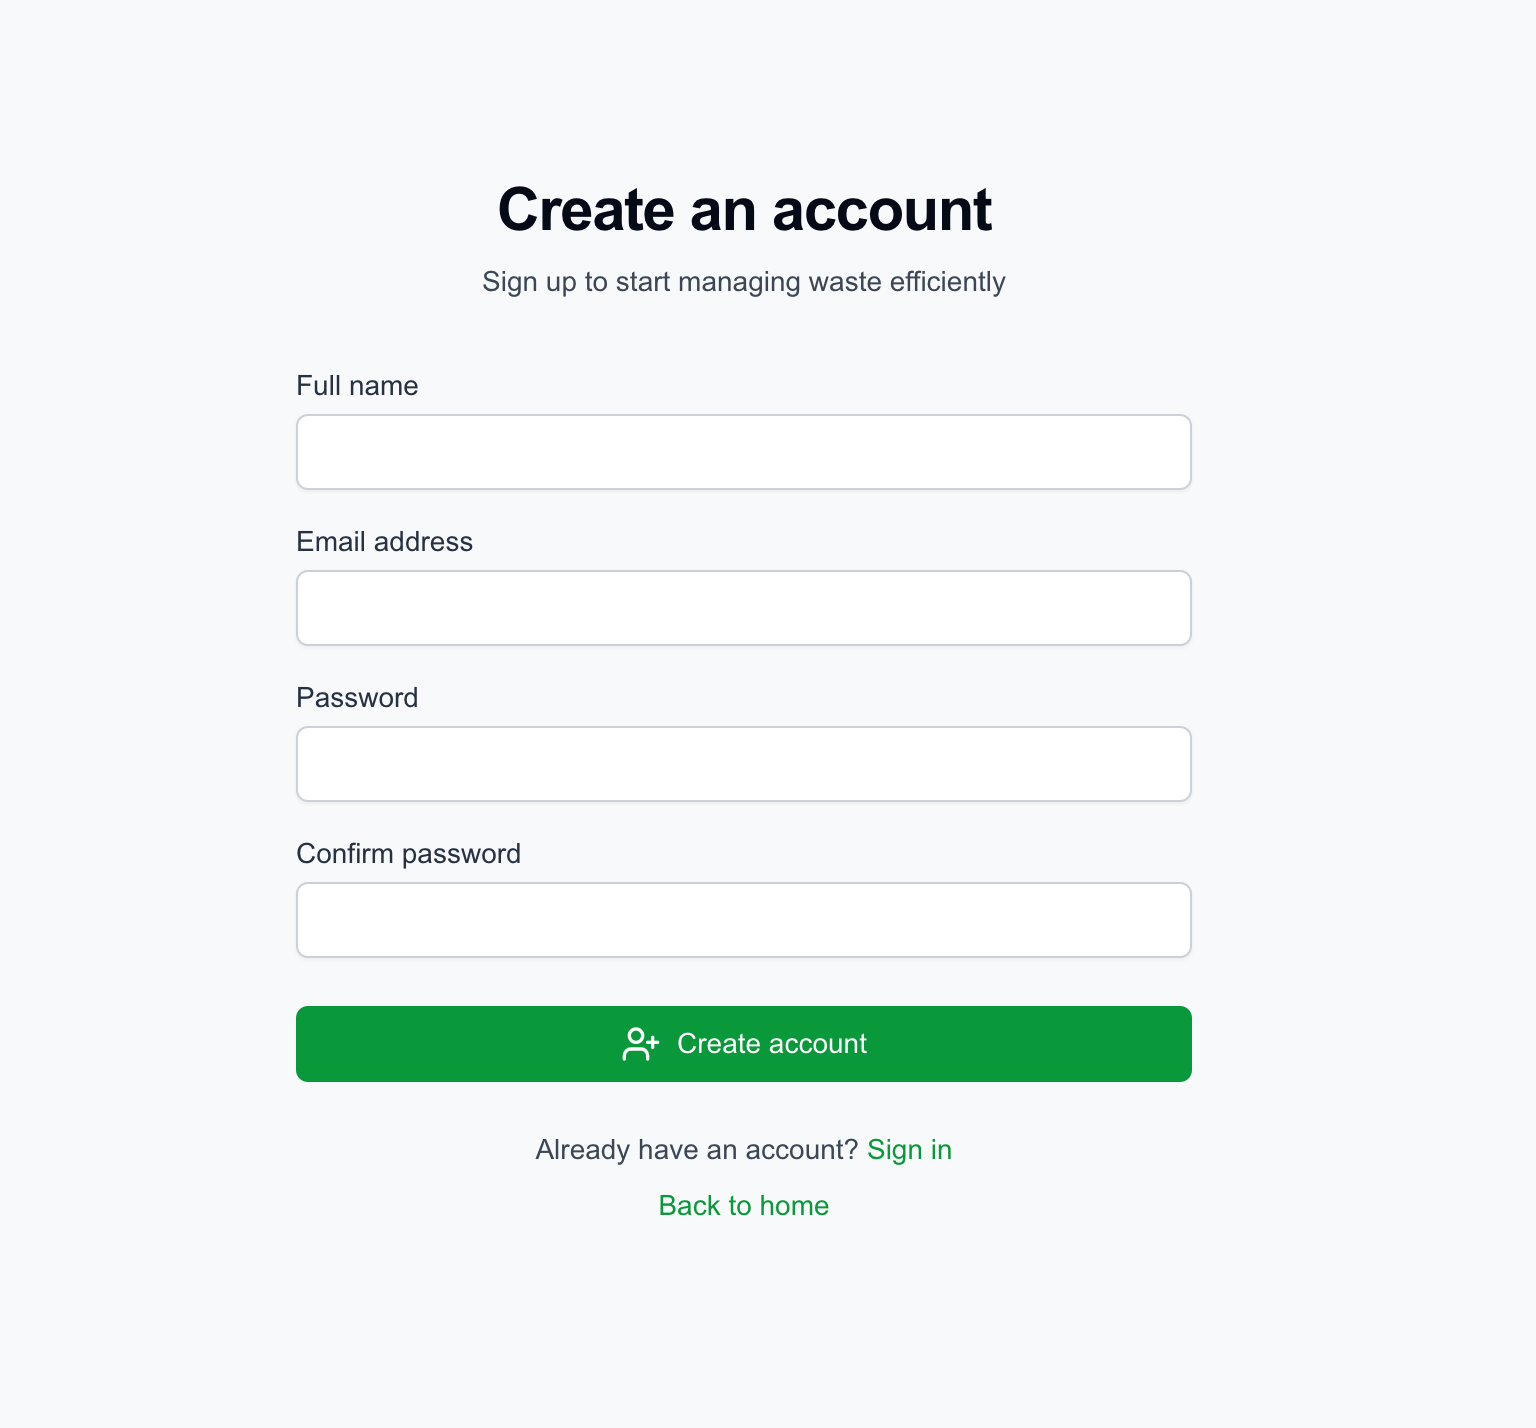 Create an account
Sign up to start managing waste efficiently
Full name
Email address
Password
Confirm password
Create account
Already have an account? Sign in
Back to home